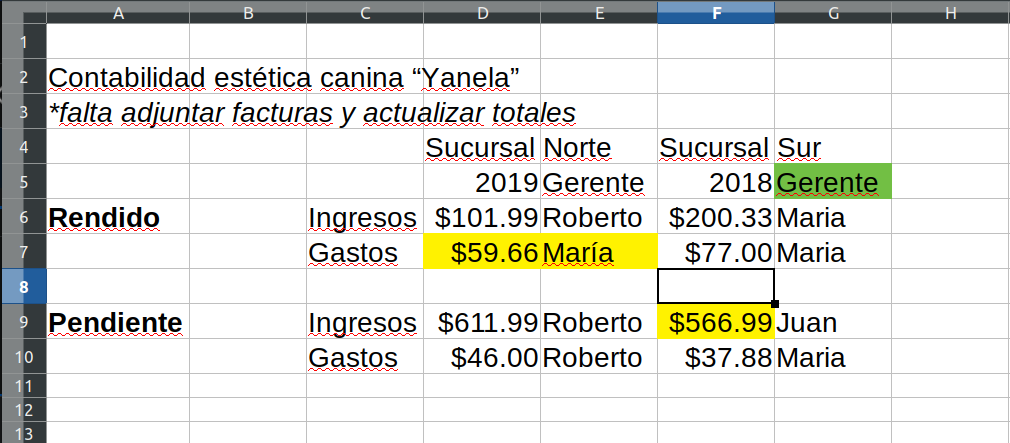 A B C D E F G H
1
2 Contabilidad estética canina “Yanela”
3 *falta adjuntar facturas y actualizar totales
4 Sucursal Norte Sucursal Sur
5 2019 Gerente 2018 Gerente
6 Rendido Ingresos $101.99 Roberto $200.33 Maria
7 Gastos $59.66 María $77.00 Maria
8
9 Pendiente Ingresos $611.99 Roberto $566.99 Juan
10 Gastos $46.00 Roberto $37.88 Maria
11
12
13